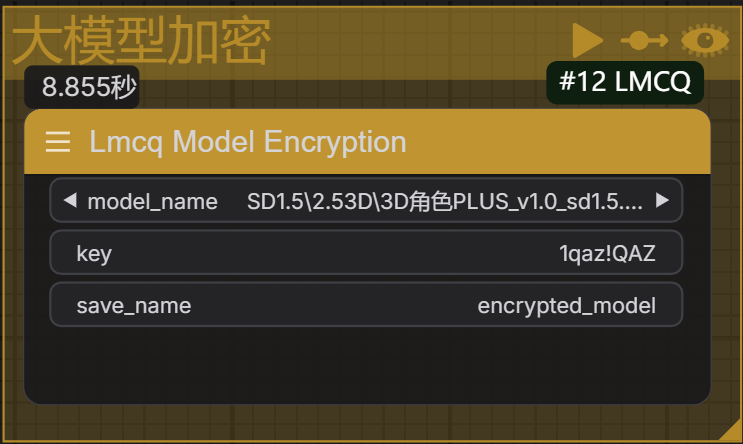 大模型加密
8.855秒
#12 LMCQ
Lmcq Model Encryption
model_name SD1.5\2.53D\3D角色PLUS_v1.0_sd1.5....
key 1qaz!QAZ
save_name encrypted_model